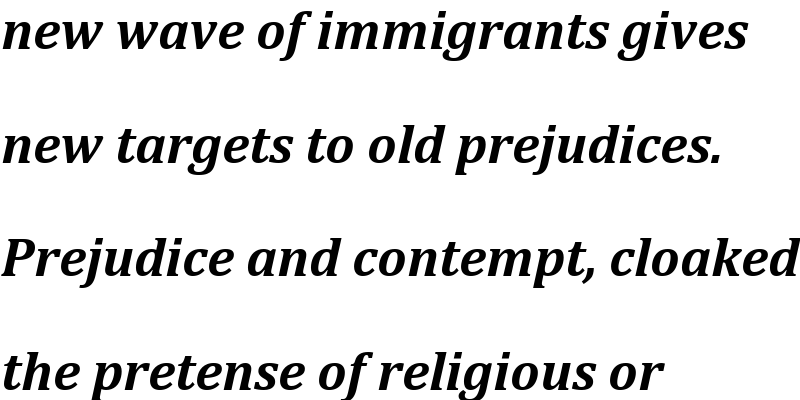 new wave of immigrants gives
new targets to old prejudices.
Prejudice and contempt, cloaked
the pretense of religious or